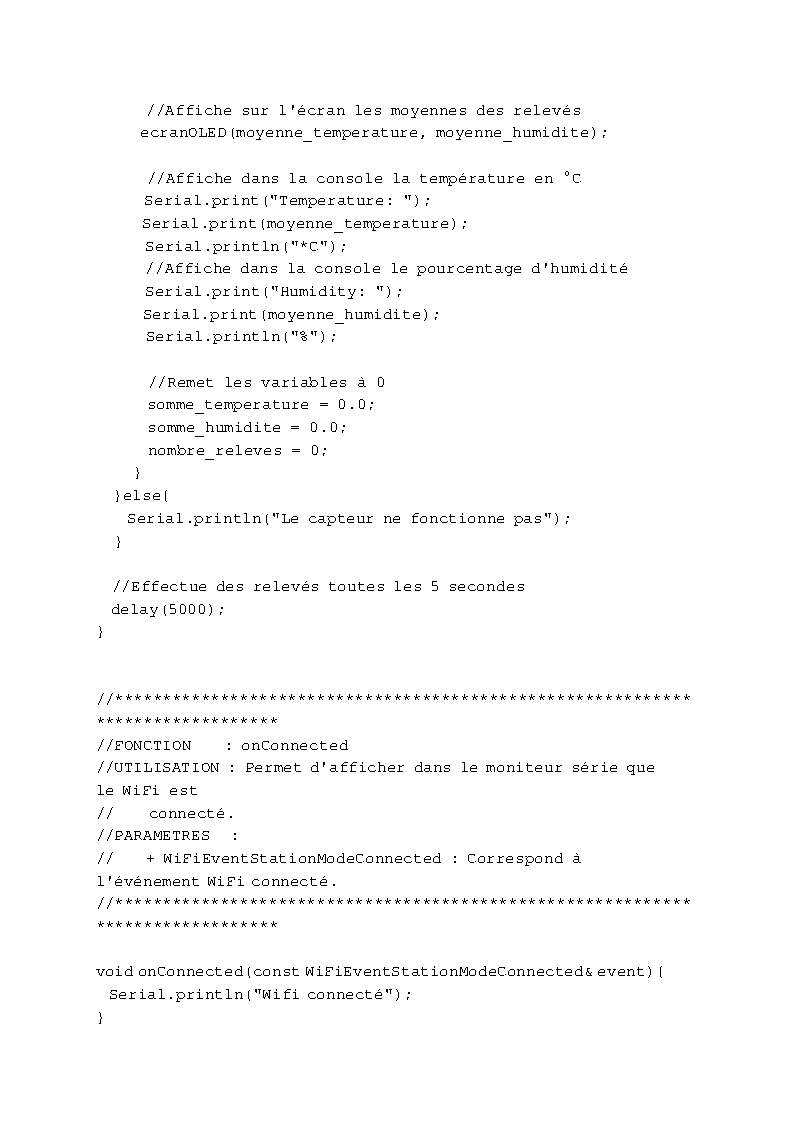 //Affiche sur l'écran les moyennes des relevés
ecranOLED(moyenne_temperature, moyenne_humidite);
//Affiche dans la console la température en °C
Serial.print("Temperature: ");
Serial.print(moyenne_temperature);
Serial.println("*C");
//Affiche dans la console le pourcentage d'humidité
Serial.print("Humidity: ");
Serial.print(moyenne_humidite);
Serial.println("%");
//Remet les variables à 0
somme_temperature = 0.0;
somme_humidite = 0.0;
nombre_releves = 0;
}
}else{
Serial.println("Le capteur ne fonctionne pas");
}
//Effectue des relevés toutes les 5 secondes
delay(5000);
}
//************************************************************
*******************
//FONCTION : onConnected
//UTILISATION : Permet d'afficher dans le moniteur série que
le WiFi est
// connecté.
//PARAMETRES :
// + WiFiEventStationModeConnected : Correspond à
l'événement WiFi connecté.
//************************************************************
*******************
void onConnected(const WiFiEventStationModeConnected& event){
Serial.println("Wifi connecté");
}